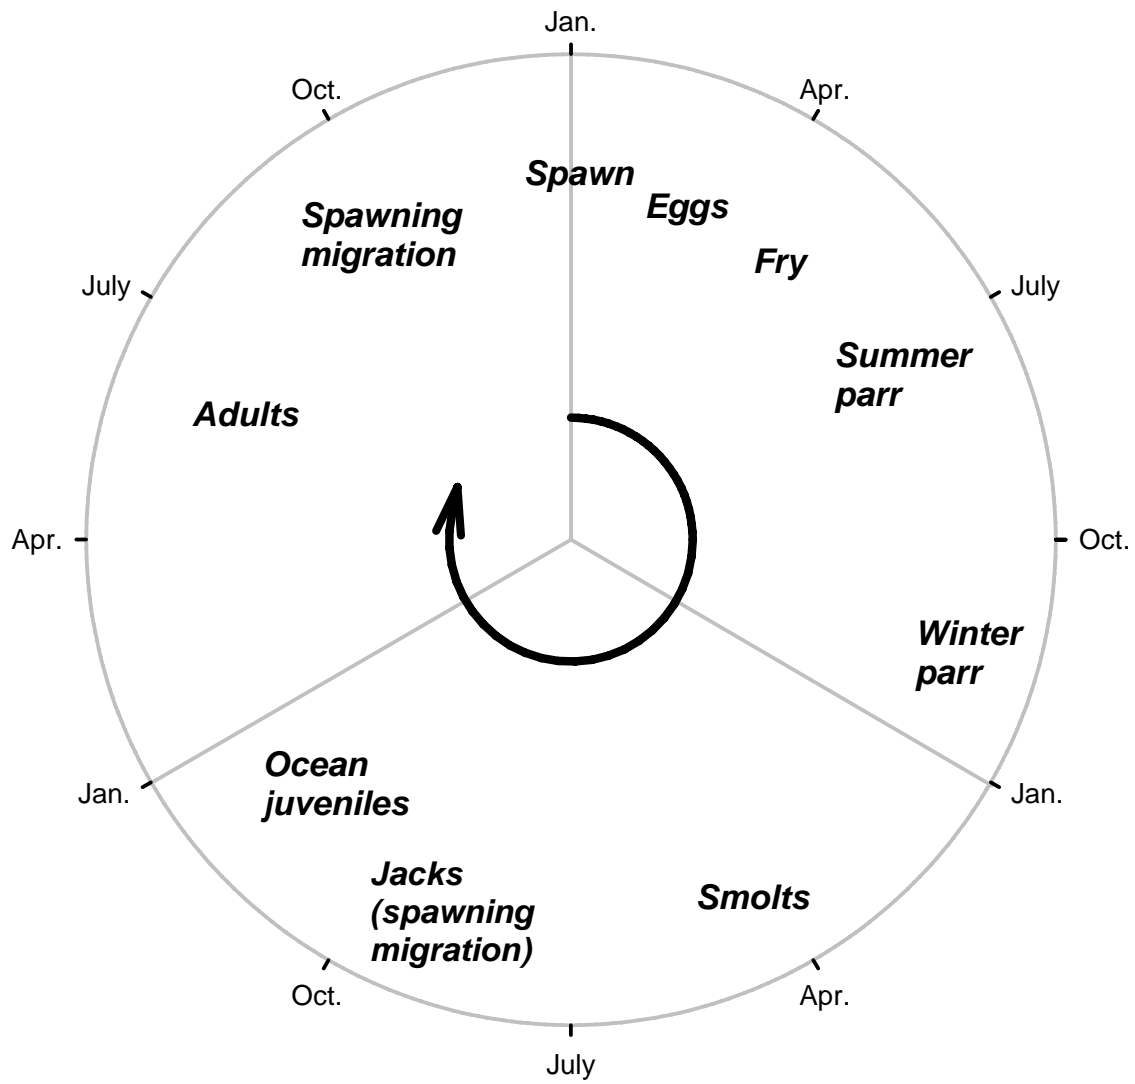 Jan.
Oct.
Apr.
Spawn
Eggs
Spawning
migration
Fry
July
July
Summer
parr
Adults
Apr.
Oct.
Winter
parr
Ocean
juveniles
Jan.
Jan.
Jacks
(spawning
migration)
Smolts
Oct.
Apr.
July